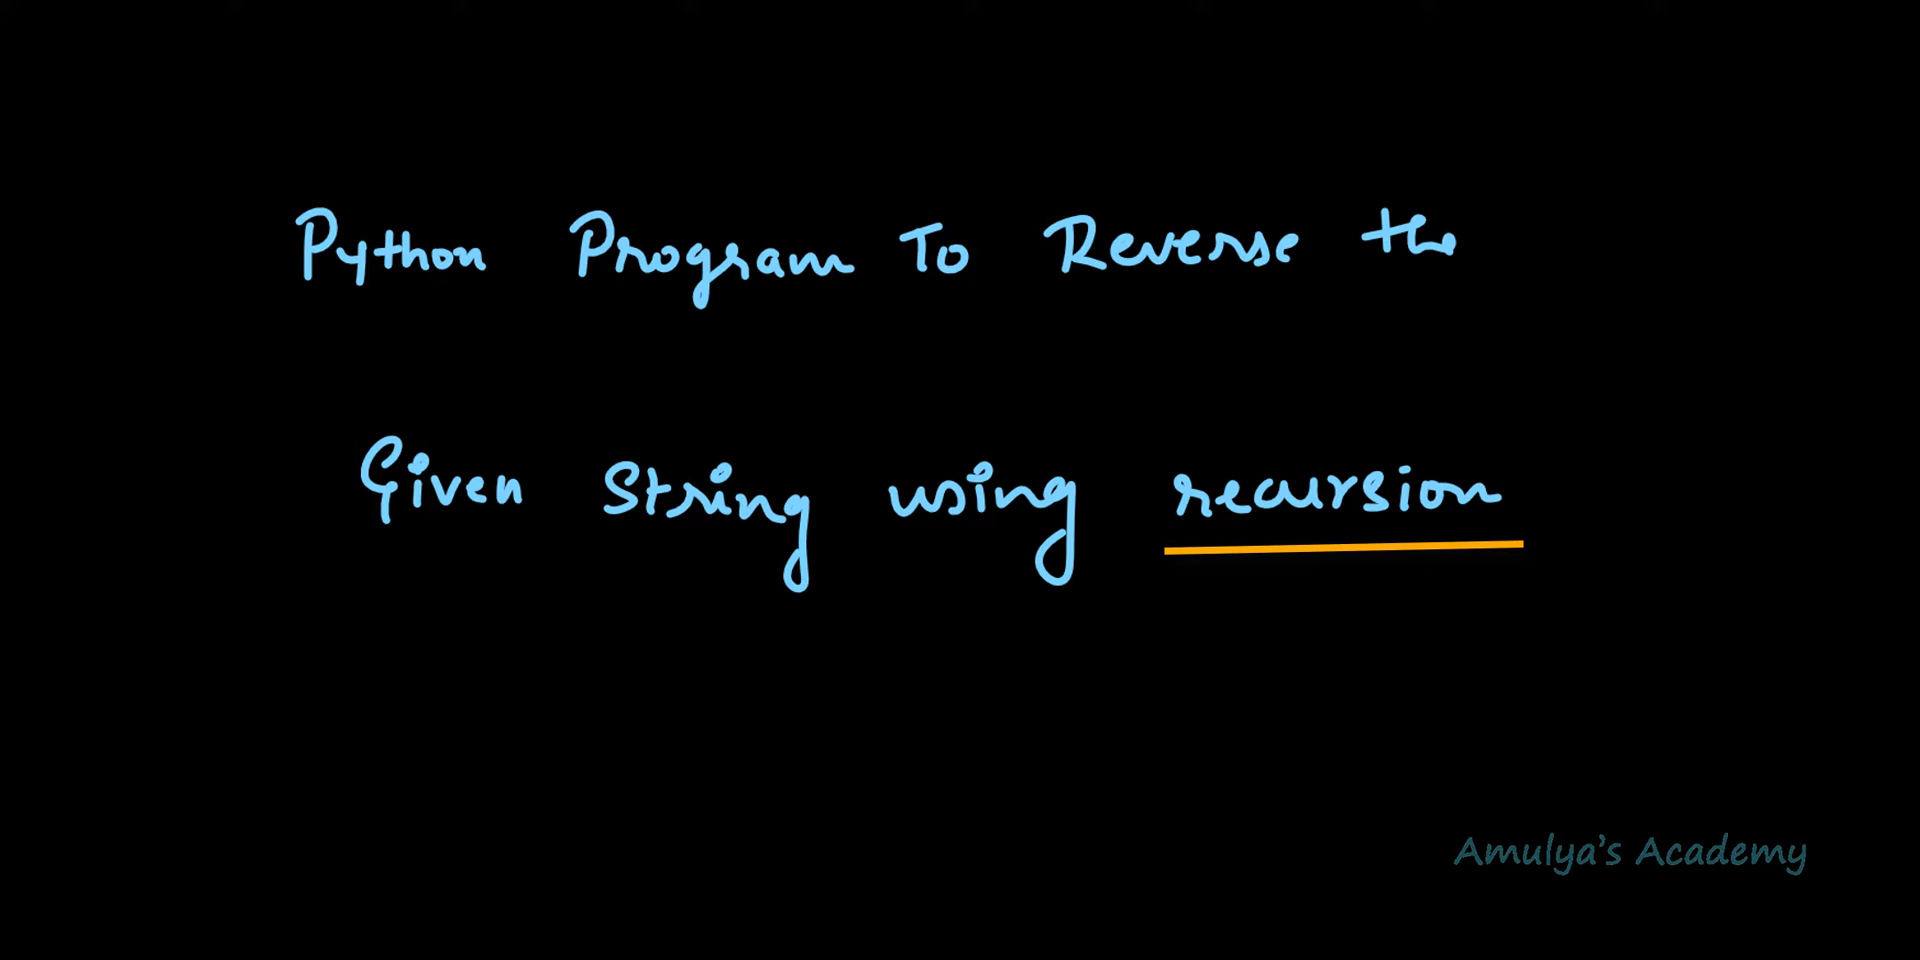 Python Program To Reverse the
Given String using recursion
Amulya's Academy